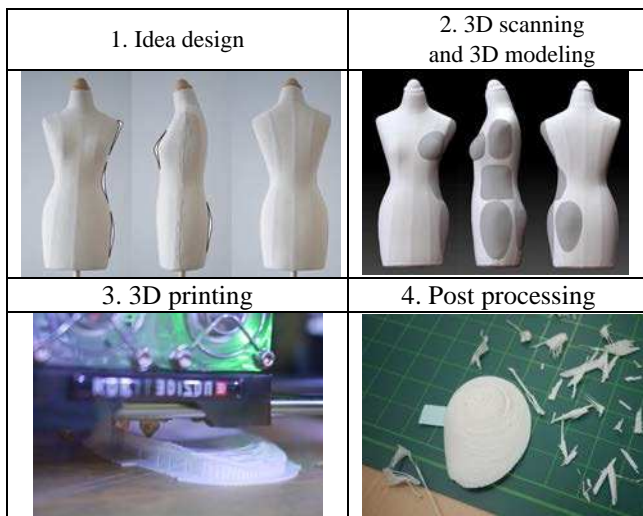 1. Idea design
2. 3D scanning
and 3D modeling
3. 3D printing
4. Post processing